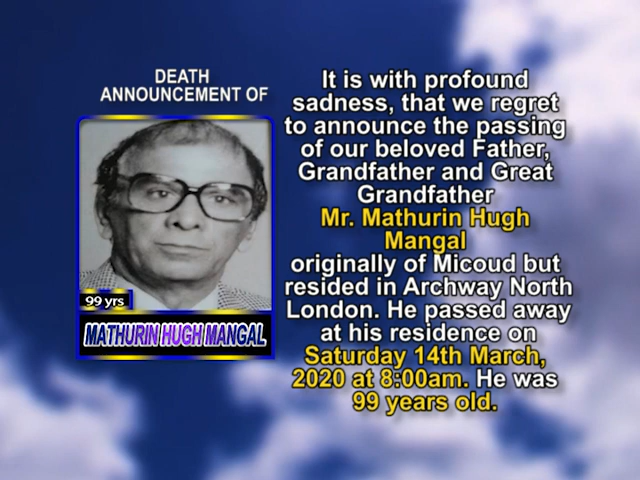 DEATH
ANNOUNCEMENT OF
99 yrs
MATHURIN HUGH MANGAL
It is with profound
sadness, that we regret
to announce the passing
of our beloved Father,
Grandfather and Great
Grandfather
Mr. Mathurin Hugh
Mangal
originally of Micoud but
resided in Archway North
London. He passed away
at his residence on
Saturday 14th March,
2020 at 8:00am. He was
99 years old.